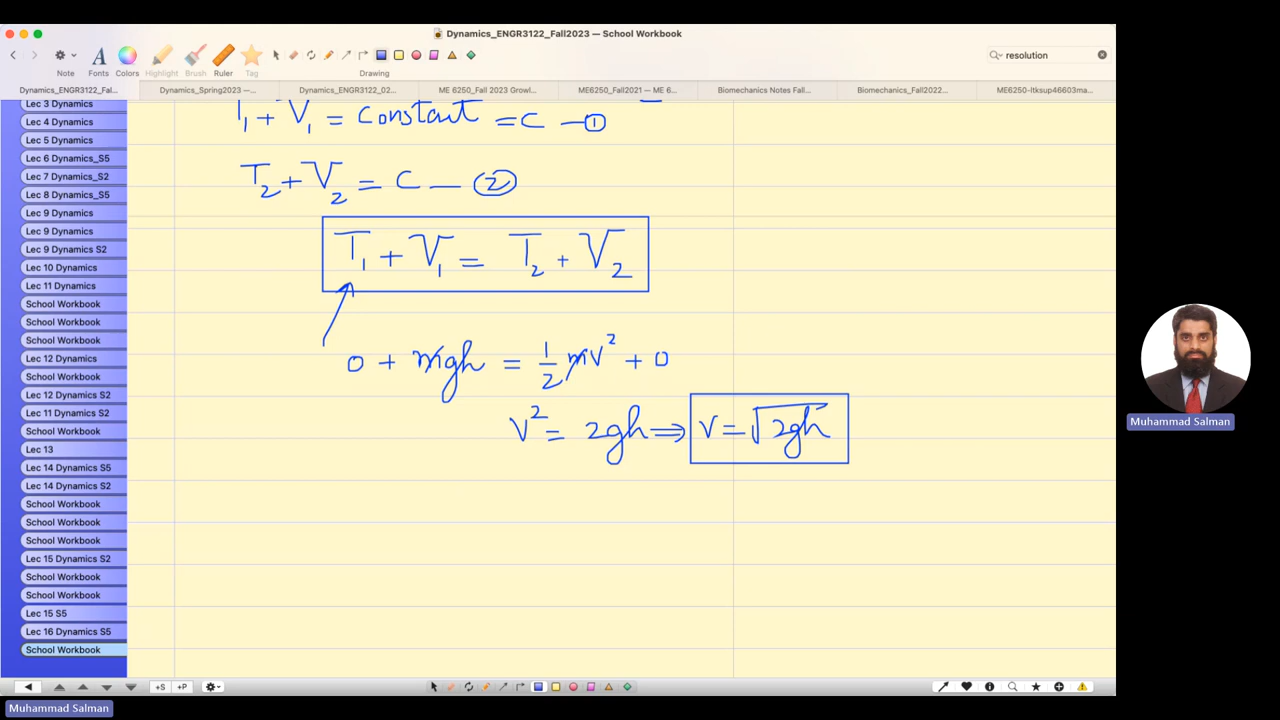 Dynamics_ENGR3122_Fall2023 — School Workbook
Note
Fonts
Colors
Highlight
Brush
Ruler
Tag
Drawing
resolution
Dynamics_ENGR3122_Fal...
Dynamics_Spring2023 —...
Dynamics_ENGR3122_02...
ME 6250_Fall 2023 Growl...
ME6250_Fall2021 — ME 6...
Biomechanics Notes Fall...
Biomechanics_Fall2022...
ME6250-ltksup46603ma...
Lec 3 Dynamics
Lec 4 Dynamics
Lec 5 Dynamics
Lec 6 Dynamics_S5
Lec 7 Dynamics_S2
Lec 8 Dynamics_S5
Lec 9 Dynamics
Lec 9 Dynamics
Lec 9 Dynamics S2
Lec 10 Dynamics
Lec 11 Dynamics
School Workbook
School Workbook
School Workbook
Lec 12 Dynamics
School Workbook
Lec 12 Dynamics S2
Lec 11 Dynamics S2
School Workbook
Lec 13
Lec 14 Dynamics S5
Lec 14 Dynamics S2
School Workbook
School Workbook
School Workbook
Lec 15 Dynamics S2
School Workbook
School Workbook
Lec 15 S5
Lec 16 Dynamics S5
School Workbook
T₁ + V₁ = constant = C — ①
T₂ + V₂ = C — ②
T₁ + V₁ = T₂ + V₂
0 + mgh = 1/2 mv² + 0
v² = 2gh ⇒ v = √2gh
+S
+P
Muhammad Salman
Muhammad Salman